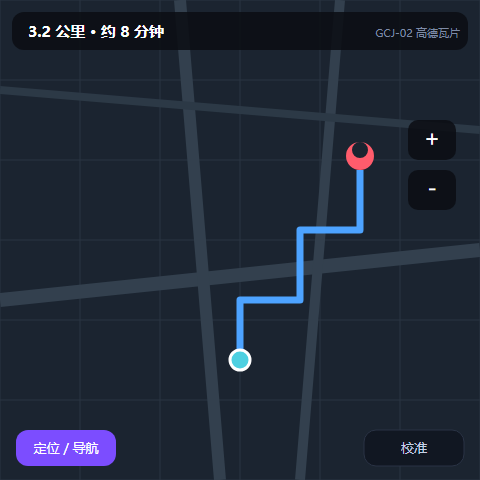 3.2 公里 • 约 8 分钟
GCJ-02 高德瓦片
+
-
定位 / 导航
校准